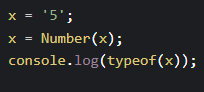 x = '5';
x = Number(x);
console.log(typeof(x));